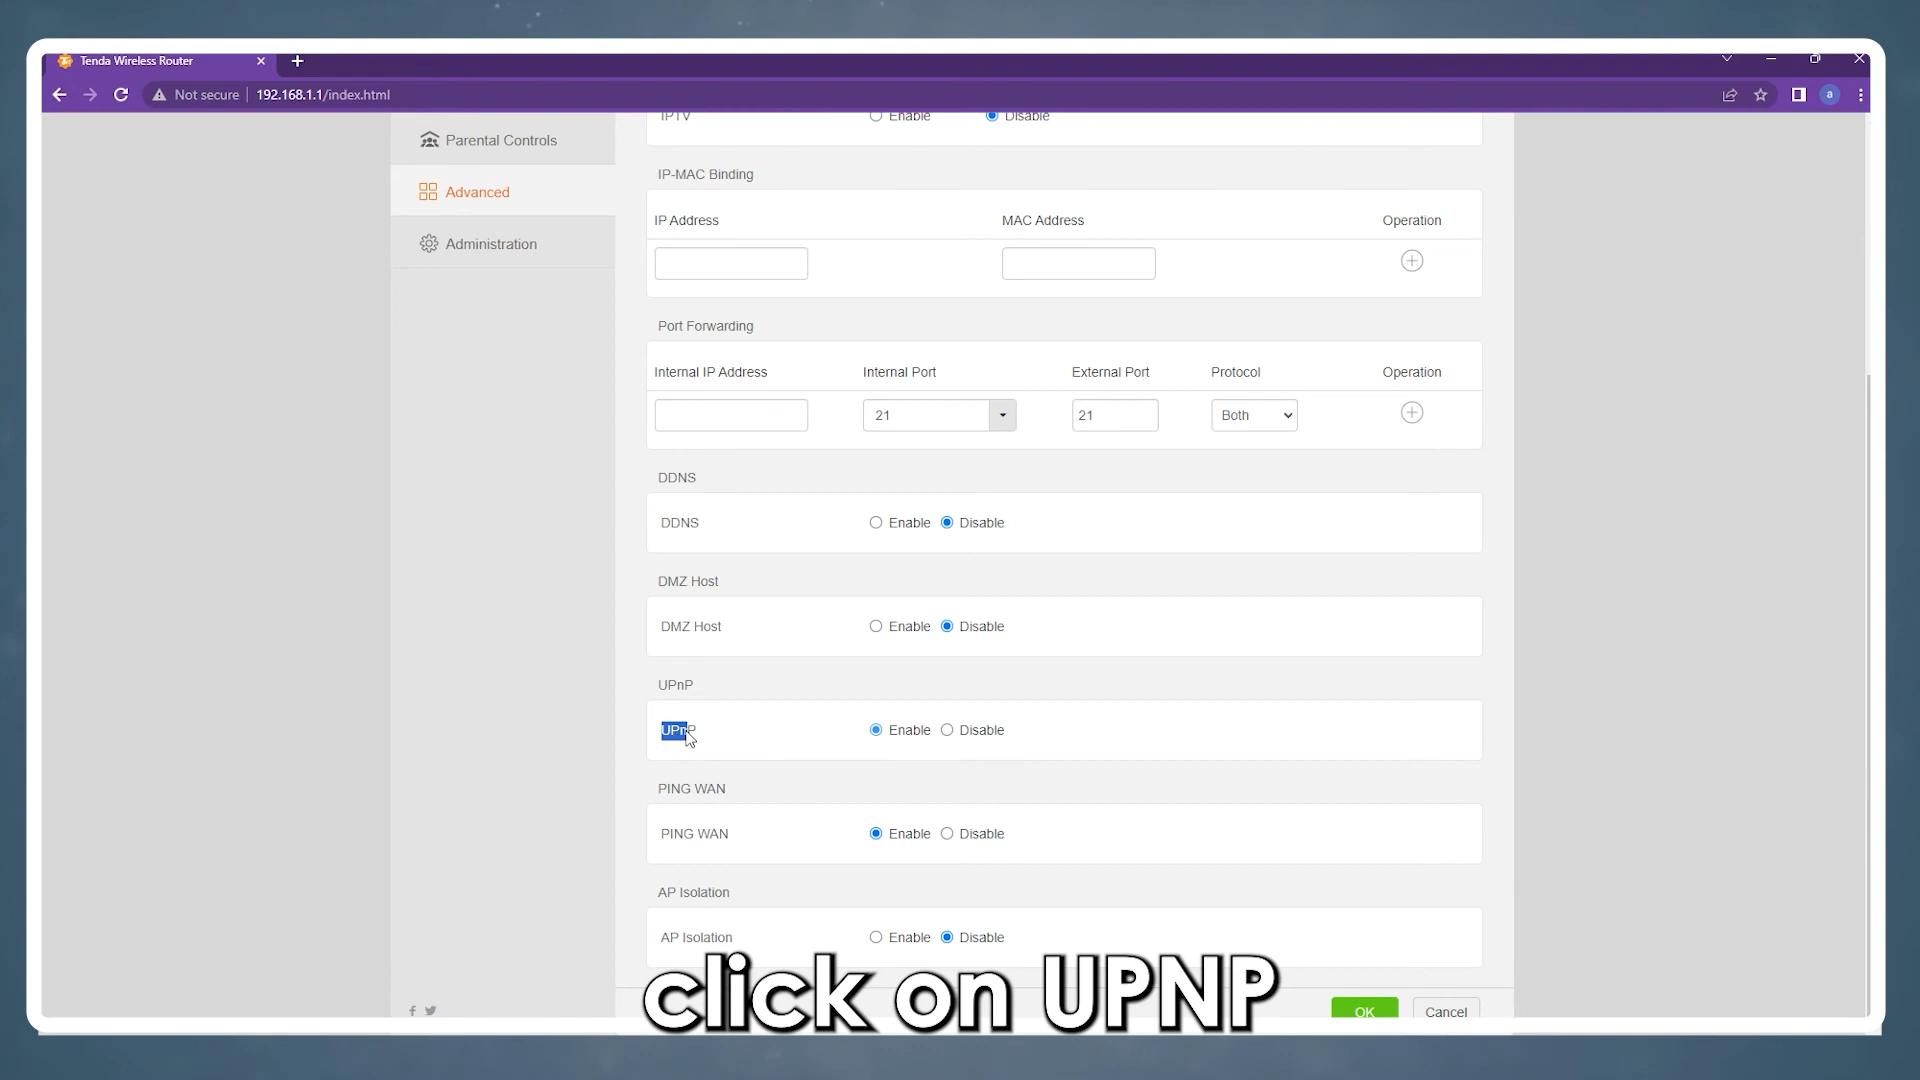 Tenda Wireless Router
Not secure 192.168.1.1/index.html a
IPTV Enable Disable
Parental Controls
Advanced
Administration
IP-MAC Binding
IP Address MAC Address Operation
Port Forwarding
Internal IP Address Internal Port External Port Protocol Operation
21 21 Both
DDNS
DDNS Enable Disable
DMZ Host
DMZ Host Enable Disable
UPnP
UPnP Enable Disable
PING WAN
PING WAN Enable Disable
AP Isolation
AP Isolation Enable Disable
click on UPNP
OK Cancel